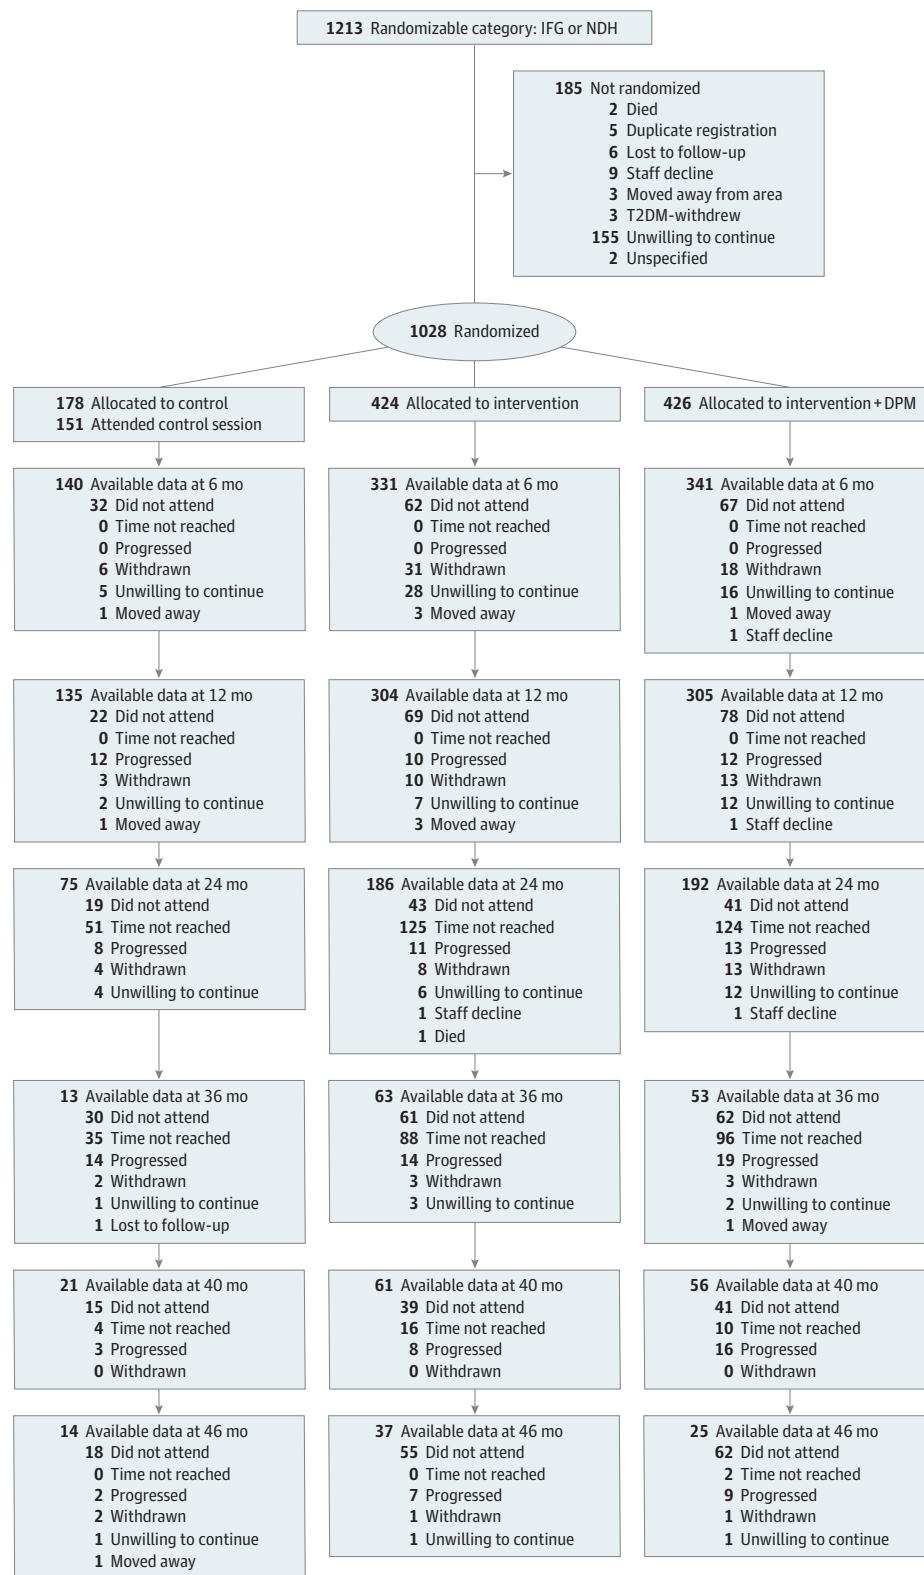 1213 Randomizable category: IFG or NDH
185 Not randomized
2 Died
5 Duplicate registration
6 Lost to follow-up
9 Staff decline
3 Moved away from area
3 T2DM-withdrew
155 Unwilling to continue
2 Unspecified
1028 Randomized
178 Allocated to control
151 Attended control session
424 Allocated to intervention
426 Allocated to intervention + DPM
140 Available data at 6 mo
32 Did not attend
0 Time not reached
0 Progressed
6 Withdrawn
5 Unwilling to continue
1 Moved away
331 Available data at 6 mo
62 Did not attend
0 Time not reached
0 Progressed
31 Withdrawn
28 Unwilling to continue
3 Moved away
341 Available data at 6 mo
67 Did not attend
0 Time not reached
0 Progressed
18 Withdrawn
16 Unwilling to continue
1 Moved away
1 Staff decline
135 Available data at 12 mo
22 Did not attend
0 Time not reached
12 Progressed
3 Withdrawn
2 Unwilling to continue
1 Moved away
304 Available data at 12 mo
69 Did not attend
0 Time not reached
10 Progressed
10 Withdrawn
7 Unwilling to continue
3 Moved away
305 Available data at 12 mo
78 Did not attend
0 Time not reached
12 Progressed
13 Withdrawn
12 Unwilling to continue
1 Staff decline
75 Available data at 24 mo
19 Did not attend
51 Time not reached
8 Progressed
4 Withdrawn
4 Unwilling to continue
186 Available data at 24 mo
43 Did not attend
125 Time not reached
11 Progressed
8 Withdrawn
6 Unwilling to continue
1 Staff decline
1 Died
192 Available data at 24 mo
41 Did not attend
124 Time not reached
13 Progressed
13 Withdrawn
12 Unwilling to continue
1 Staff decline
13 Available data at 36 mo
30 Did not attend
35 Time not reached
14 Progressed
2 Withdrawn
1 Unwilling to continue
1 Lost to follow-up
63 Available data at 36 mo
61 Did not attend
88 Time not reached
14 Progressed
3 Withdrawn
3 Unwilling to continue
53 Available data at 36 mo
62 Did not attend
96 Time not reached
19 Progressed
3 Withdrawn
2 Unwilling to continue
1 Moved away
21 Available data at 40 mo
15 Did not attend
4 Time not reached
3 Progressed
0 Withdrawn
61 Available data at 40 mo
39 Did not attend
16 Time not reached
8 Progressed
0 Withdrawn
56 Available data at 40 mo
41 Did not attend
10 Time not reached
16 Progressed
0 Withdrawn
14 Available data at 46 mo
18 Did not attend
0 Time not reached
2 Progressed
2 Withdrawn
1 Unwilling to continue
1 Moved away
37 Available data at 46 mo
55 Did not attend
0 Time not reached
7 Progressed
1 Withdrawn
1 Unwilling to continue
25 Available data at 46 mo
62 Did not attend
2 Time not reached
9 Progressed
1 Withdrawn
1 Unwilling to continue